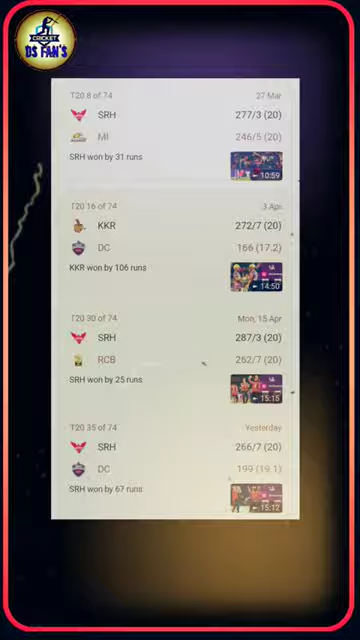 CRICKET
DS FAN'S
T20 8 of 74 27 Mar
SRH 277/3 (20)
MI 246/5 (20)
SRH won by 31 runs 10:59
T20 16 of 74 3 Apr
KKR 272/7 (20)
DC 166 (17.2)
KKR won by 106 runs 14:50
T20 30 of 74 Mon, 15 Apr
SRH 287/3 (20)
RCB 262/7 (20)
SRH won by 25 runs 15:15
T20 35 of 74 Yesterday
SRH 266/7 (20)
DC 199 (19.1)
SRH won by 67 runs 15:12